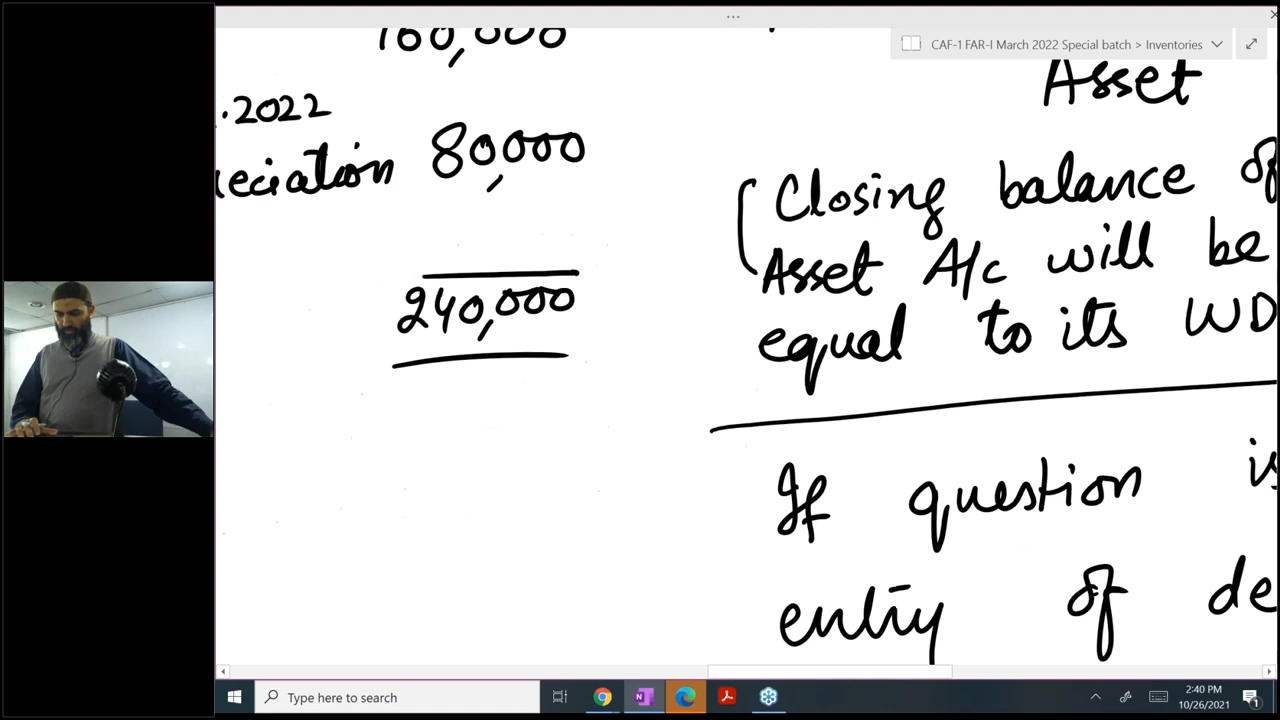 160,000
CAF-1 FAR-I March 2022 Special batch > Inventories
Asset
.2022
eciation 80,000
Closing balance of
Asset A/c will be
equal to its WD
240,000
If question is
entry of de
Type here to search
2:40 PM
10/26/2021
1